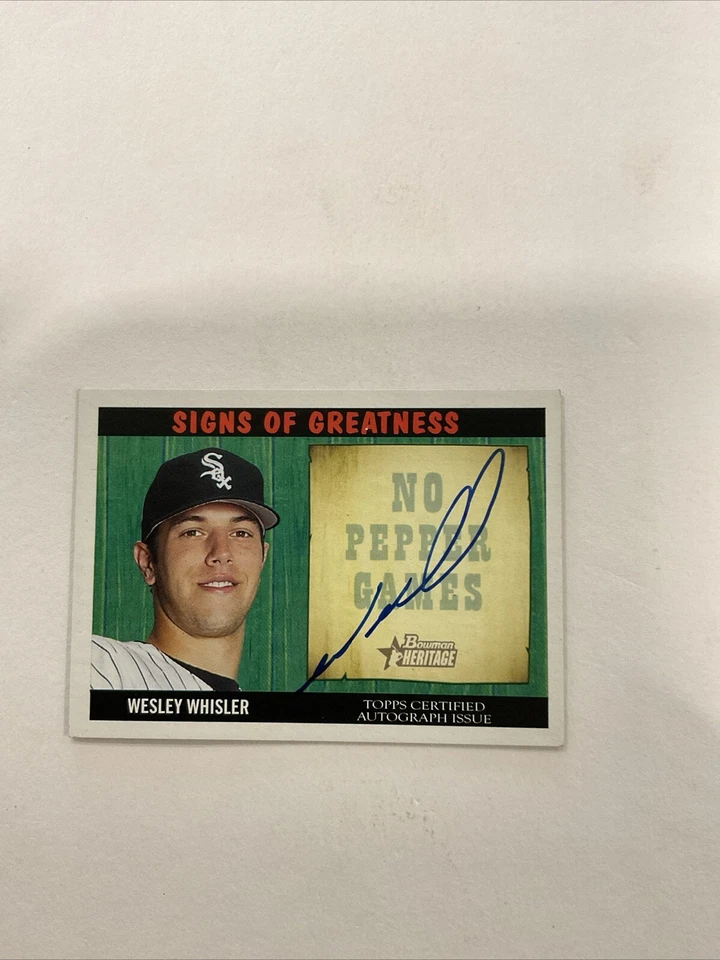 SIGNS OF GREATNESS
Sox
NO
PEPPER
GAMES
Bowman
HERITAGE
WESLEY WHISLER
TOPPS CERTIFIED
AUTOGRAPH ISSUE